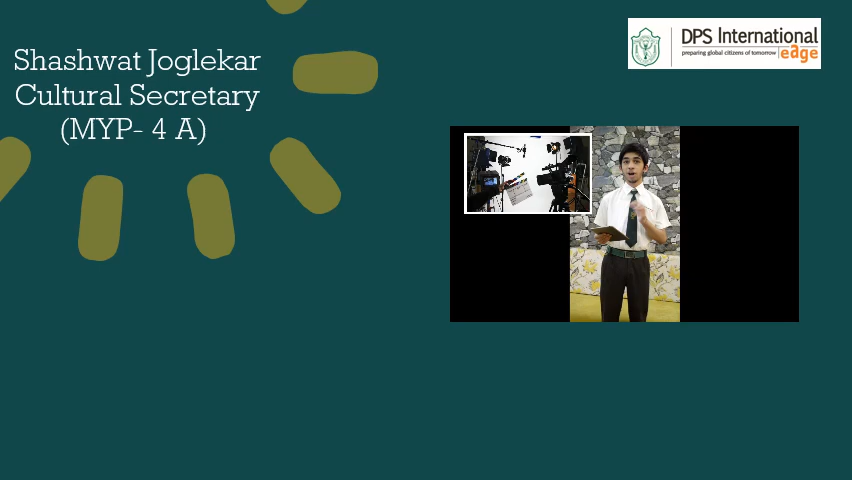 Shashwat Joglekar
Cultural Secretary
(MYP- 4 A)
DPS International
preparing global citizens of tomorrow
edge